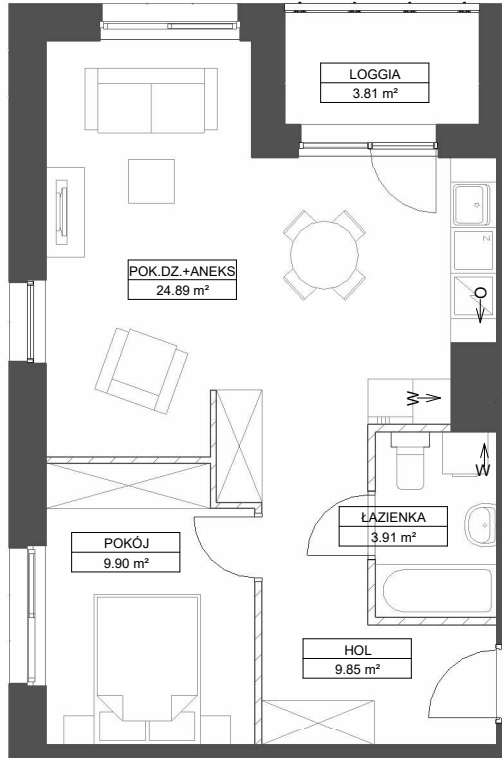 LOGGIA
3.81 m²
POK.DZ.+ANEKS
24.89 m²
Z
O
W
W
ŁAZIENKA
3.91 m²
POKÓJ
9.90 m²
HOL
9.85 m²